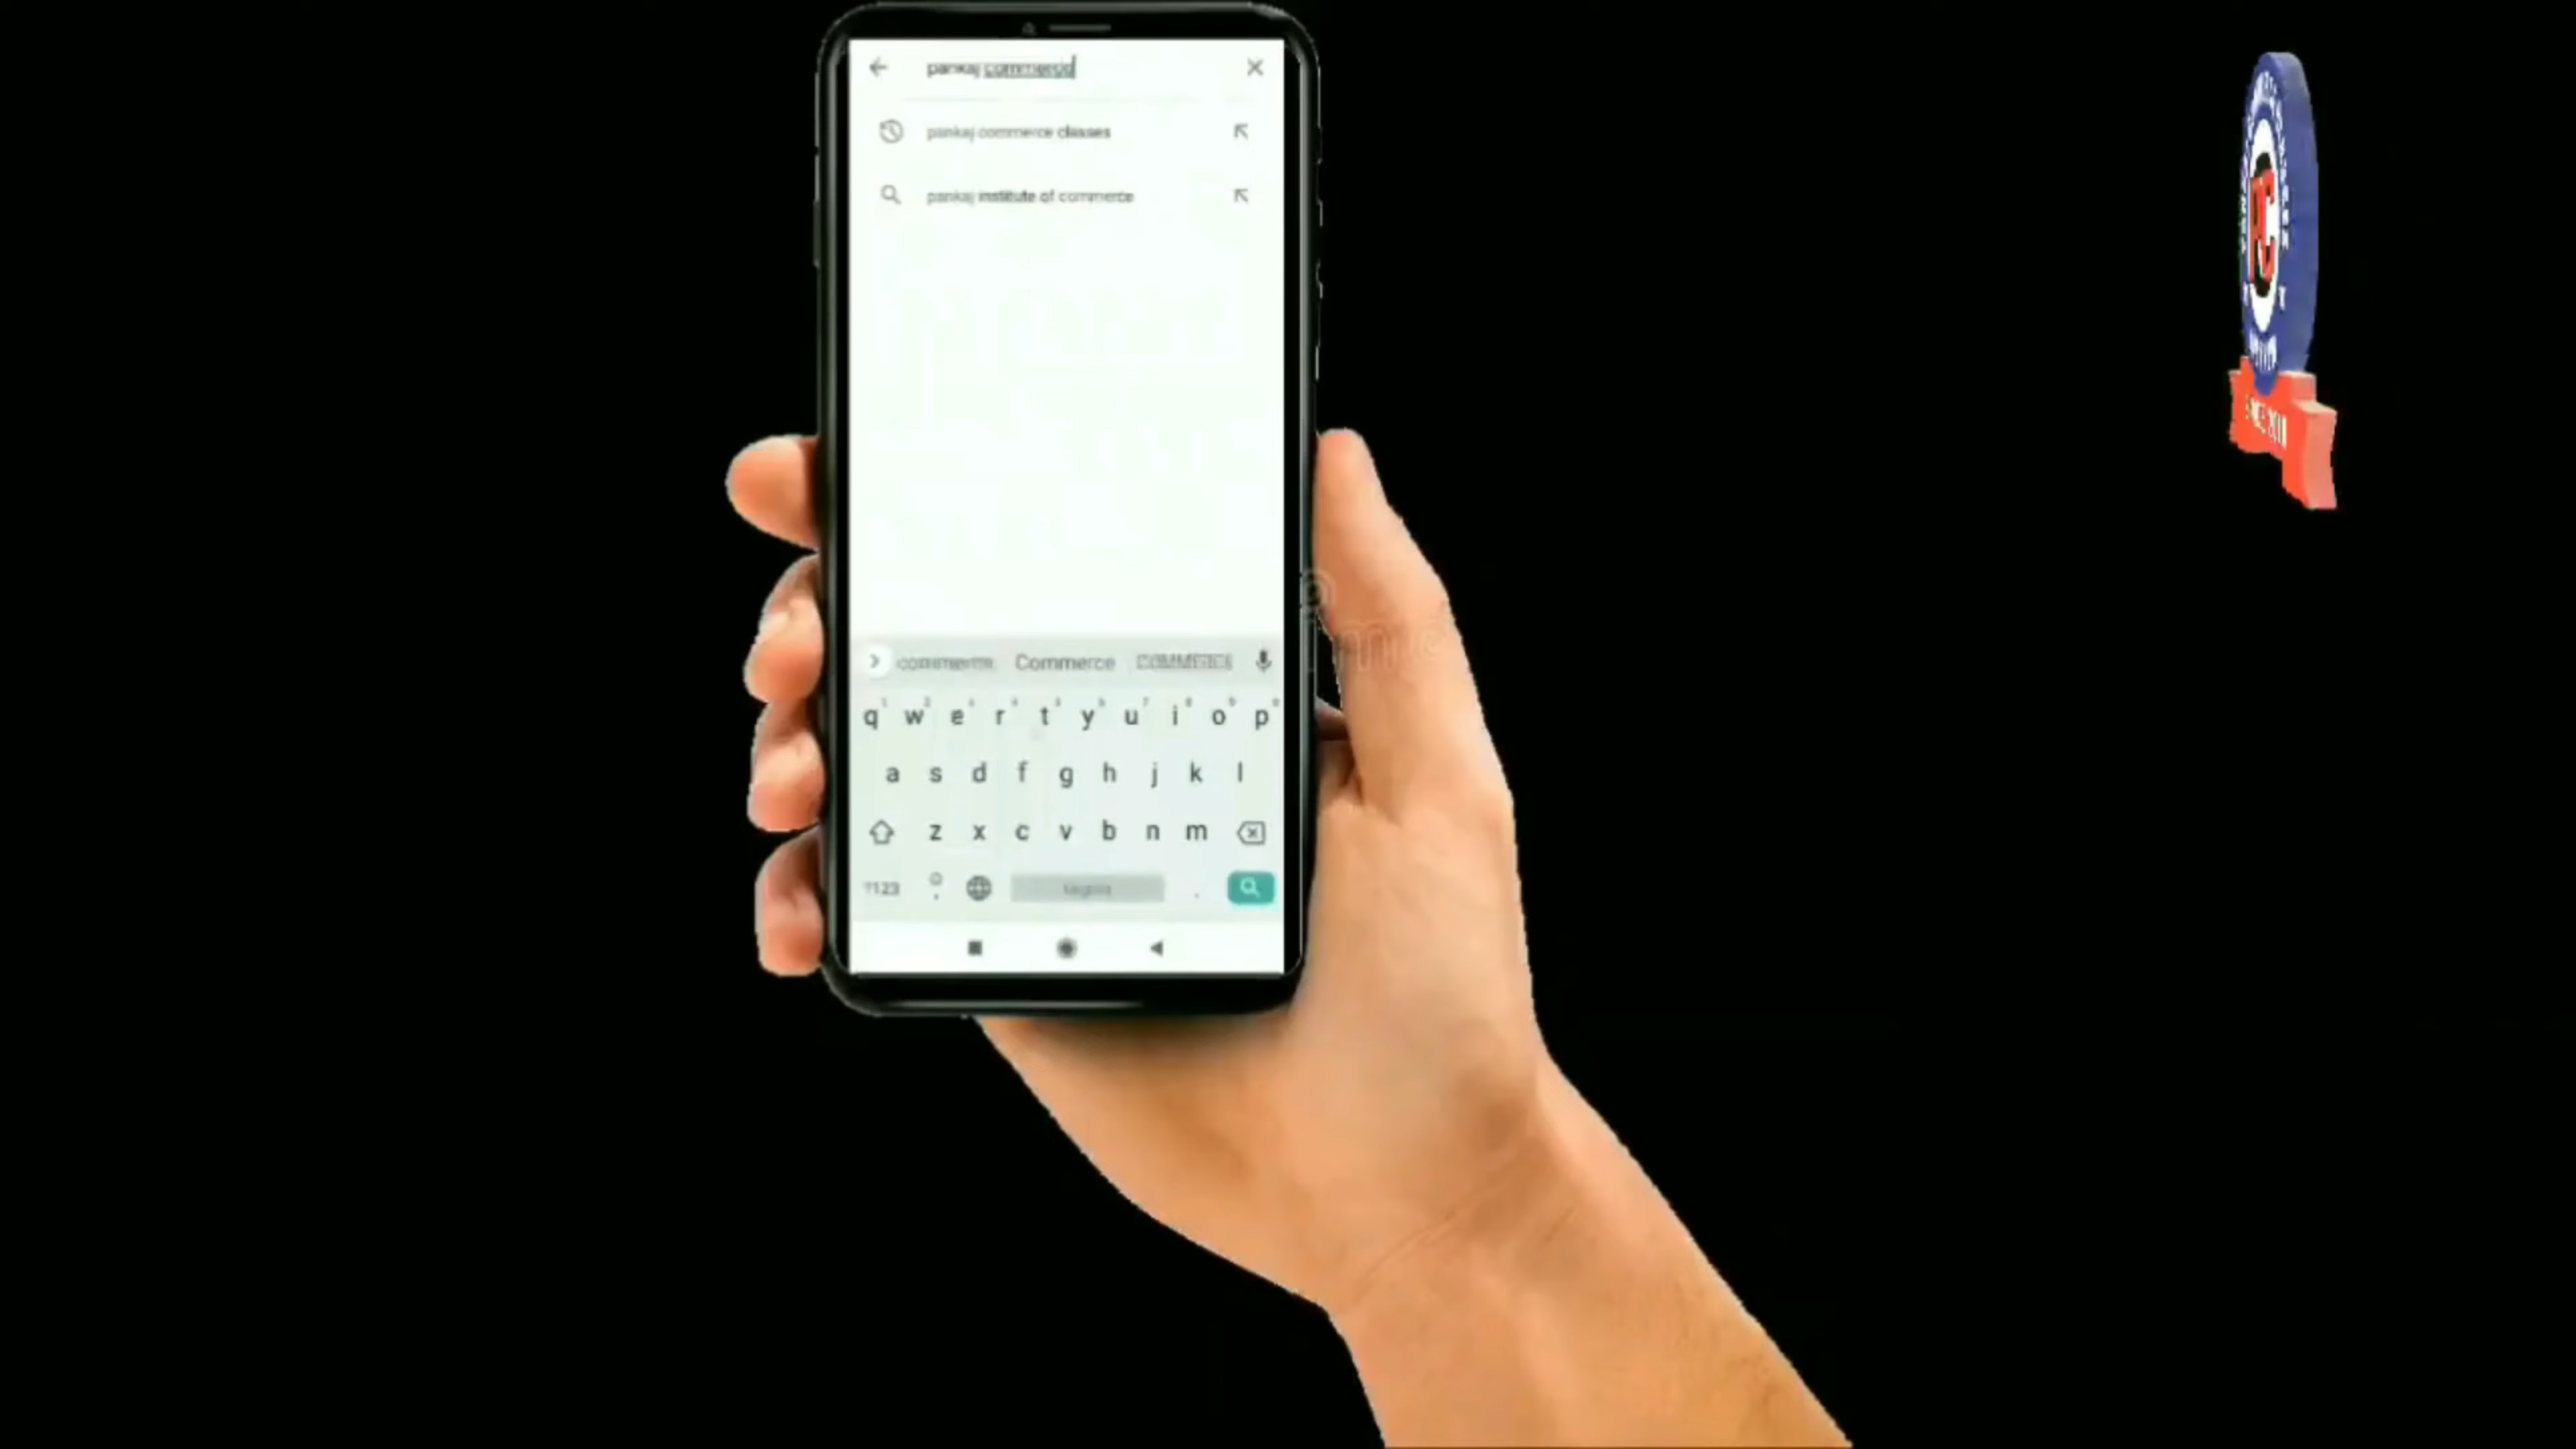 pankaj commerce
pankaj commerce classes
pankaj institute of commerce
Commerce
q w e r t y u i o p
a s d f g h j k l
z x c v b n m
?123